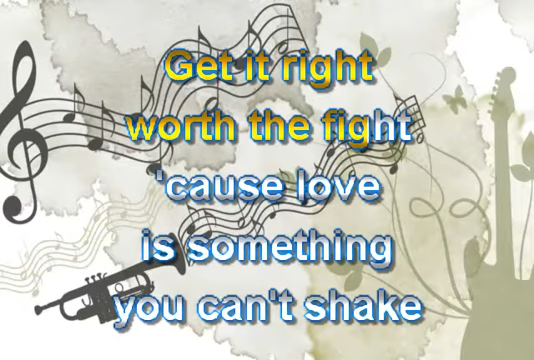 Get it right
worth the fight
'cause love
is something
you can't shake